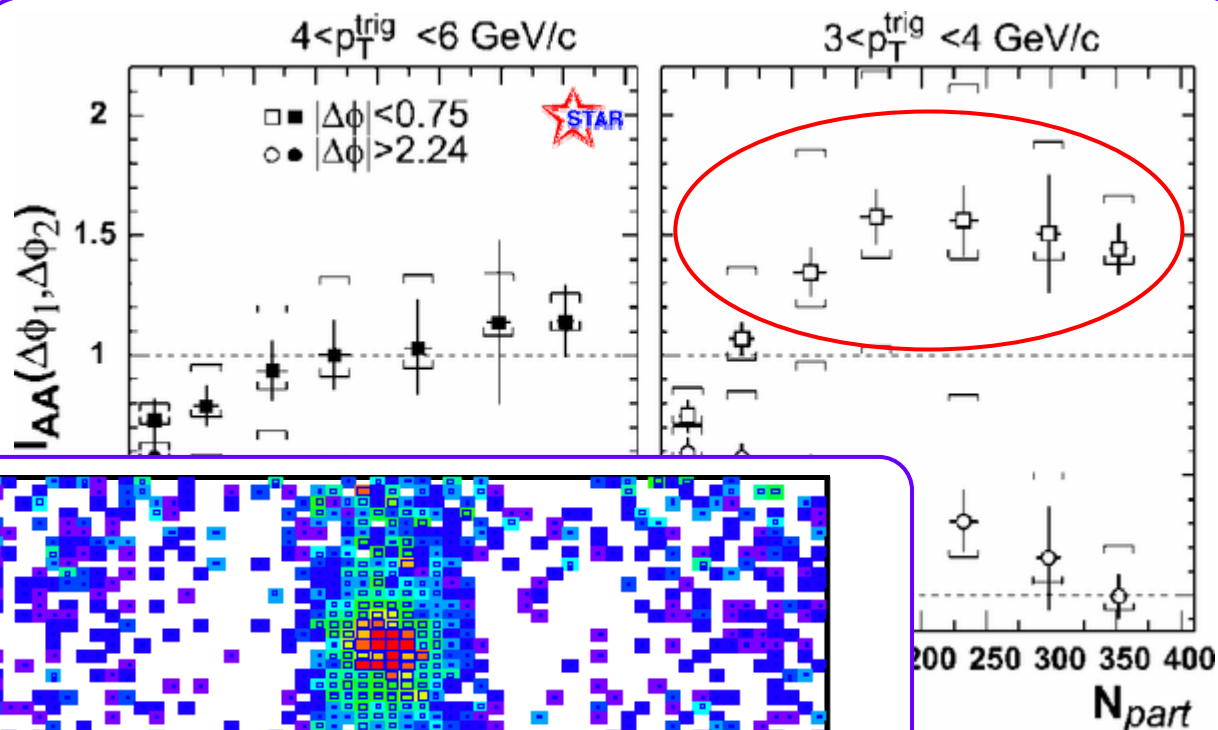 4<p_T^trig <6 GeV/c
3<p_T^trig <4 GeV/c
2
1.5
1
I_AA(Δϕ₁,Δϕ₂)
□■ |Δϕ|<0.75
○● |Δϕ|>2.24
STAR
200 250 300 350 400
N_part